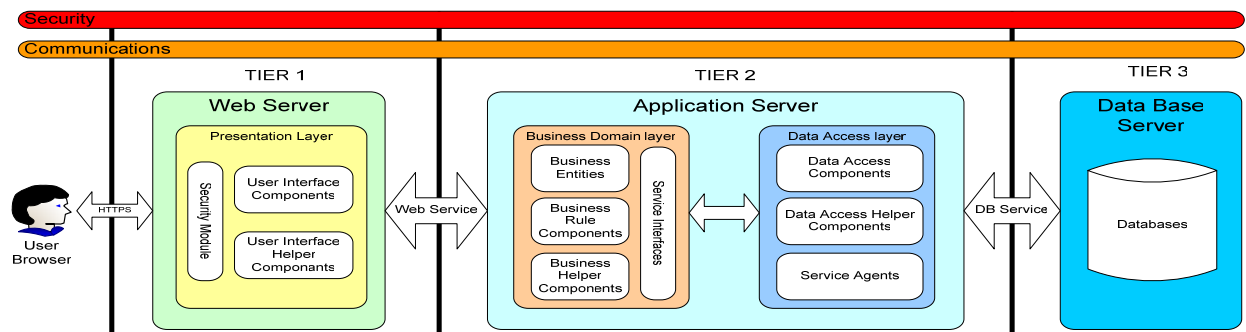 Security
Communications
TIER 1
TIER 2
TIER 3
Web Server
Application Server
Data Base
Server
Presentation Layer
Security Module
User Interface
Components
User Interface
Helper
Componants
Business Domain layer
Business
Entities
Business
Rule
Components
Business
Helper
Components
Service Interfaces
Data Access layer
Data Access
Components
Data Access Helper
Components
Service Agents
Databases
HTTPS
Web Service
DB Service
User
Browser